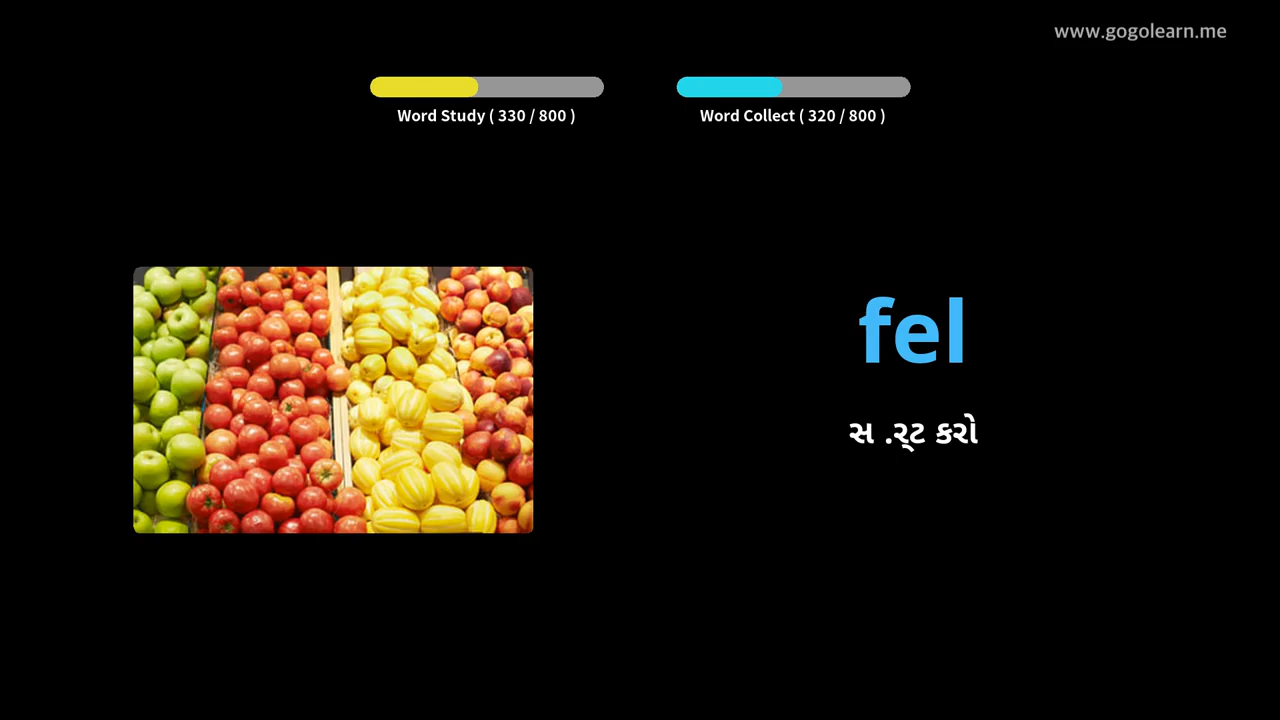 www.gogolearn.me
Word Study ( 330 / 800 )
Word Collect ( 320 / 800 )
fel
સ .ર્ટ કરો